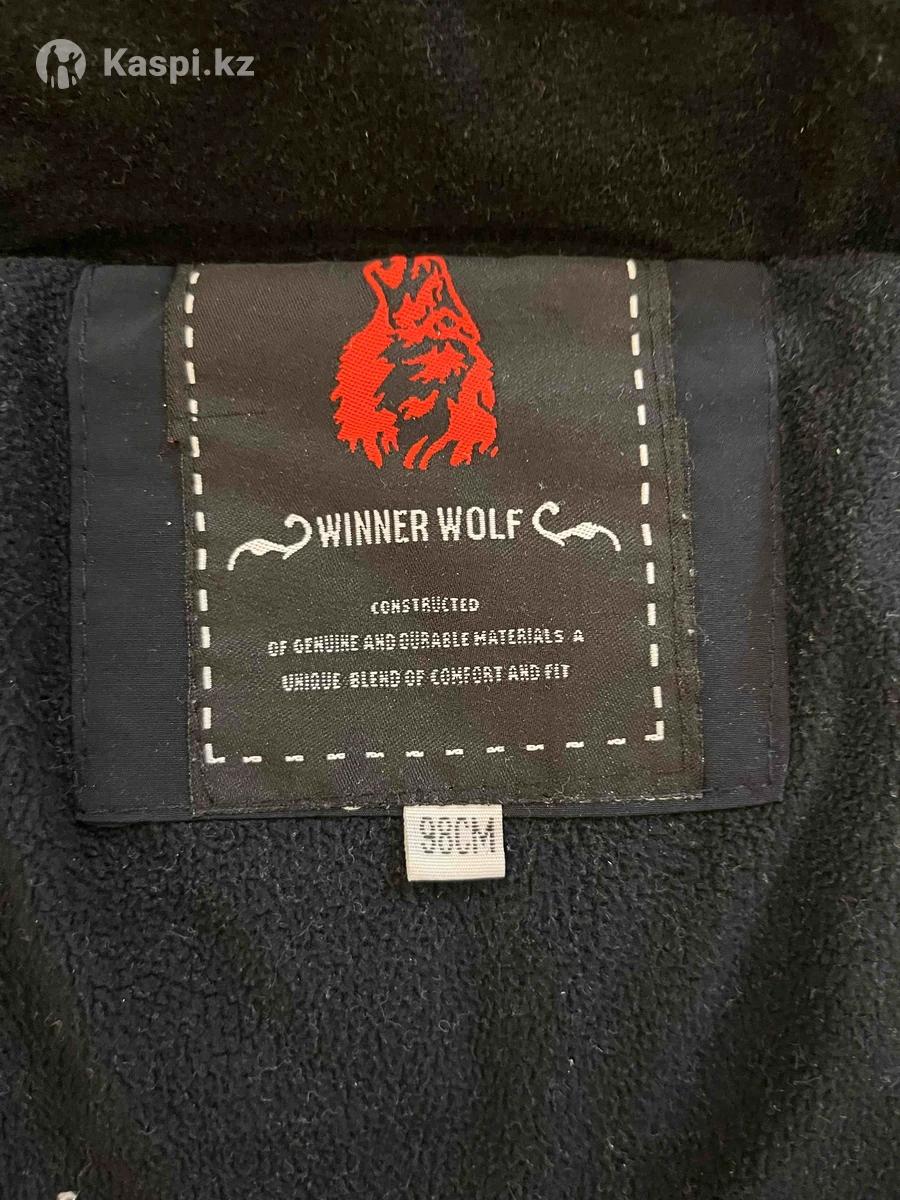 Kaspi.kz
WINNER WOLF
CONSTRUCTED
OF GENUINE AND DURABLE MATERIALS A
UNIQUE BLEND OF COMFORT AND FIT
98CM